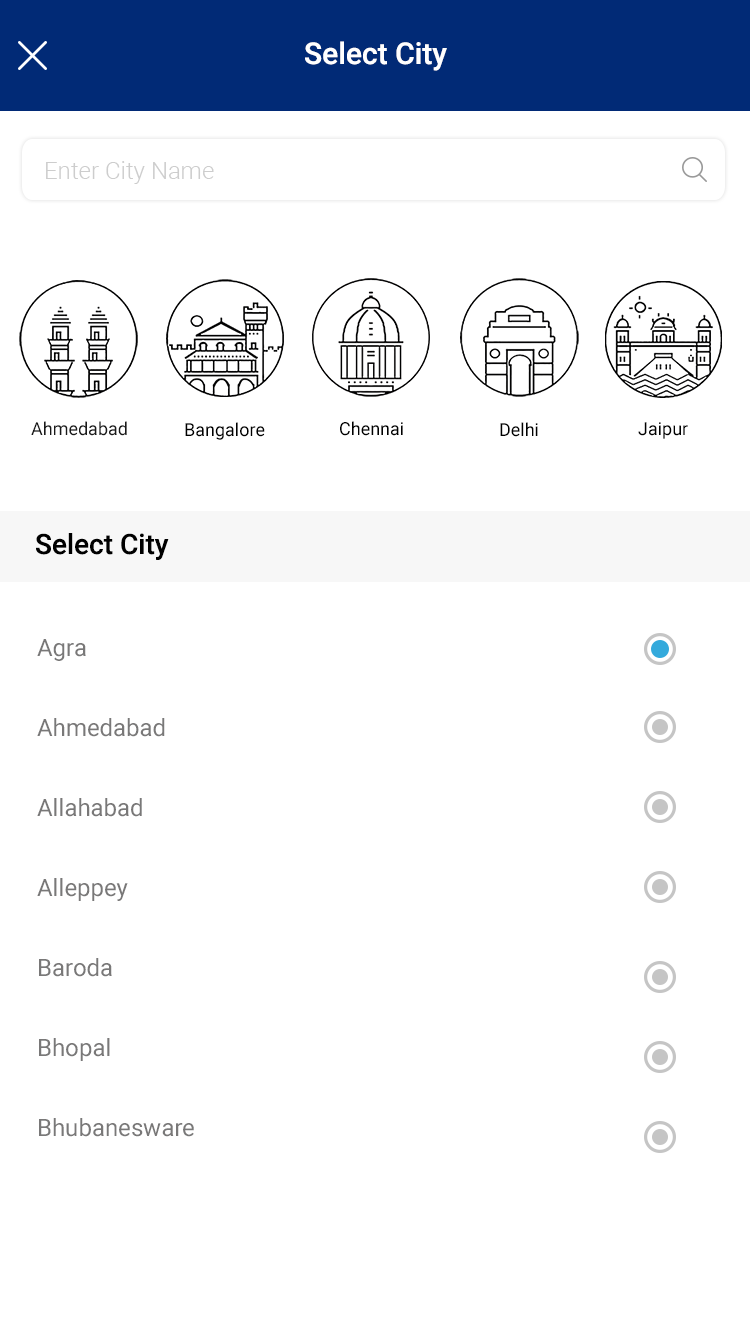 Select City
Enter City Name
Ahmedabad
Bangalore
Chennai
Delhi
Jaipur
Select City
Agra
Ahmedabad
Allahabad
Alleppey
Baroda
Bhopal
Bhubanesware